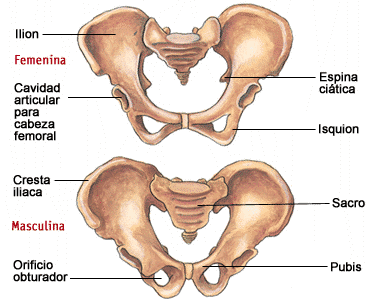 Ilion
Femenina
Cavidad
articular
para
cabeza
femoral
Espina
ciática
Isquion
Cresta
iliaca
Masculina
Sacro
Orificio
obturador
Pubis